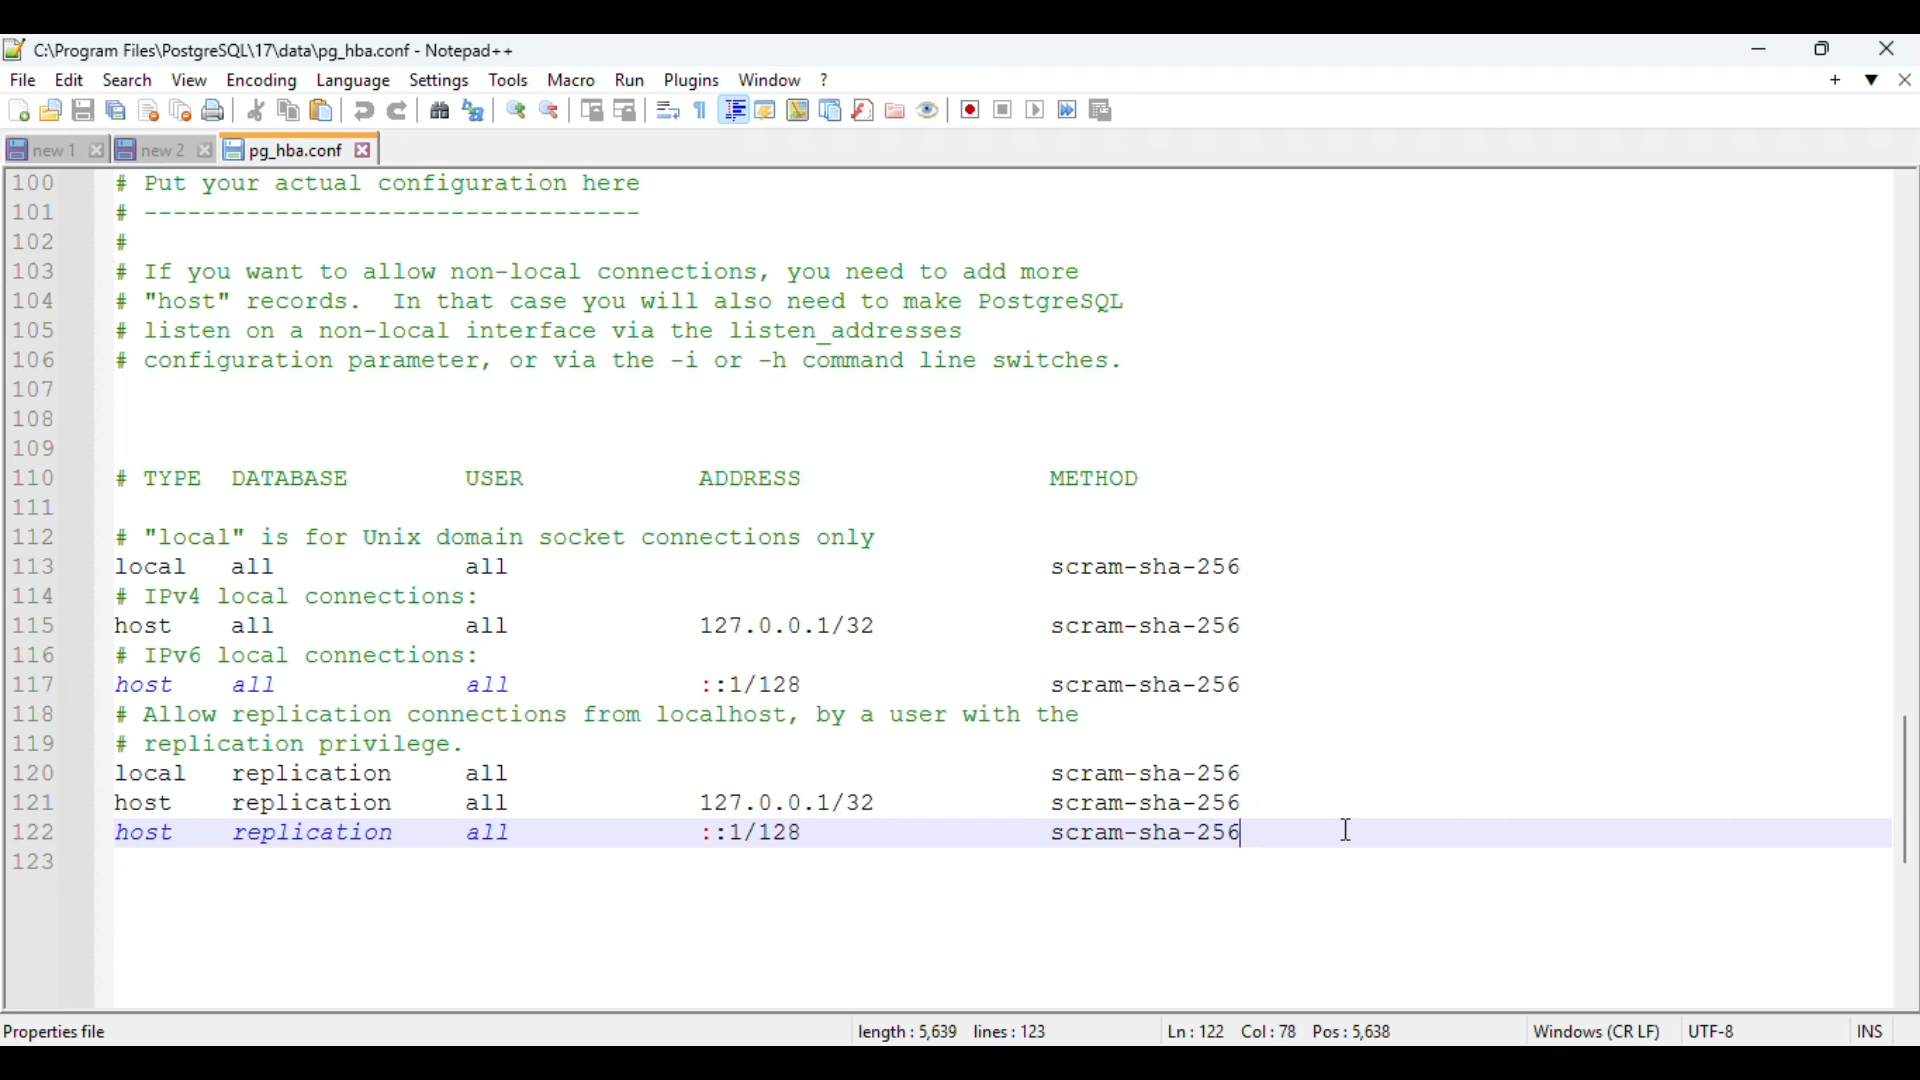 C:\Program Files\PostgreSQL\17\data\pg_hba.conf - Notepad++
File Edit Search View Encoding Language Settings Tools Macro Run Plugins Window ?
new 1 new 2 pg_hba.conf
100 # Put your actual configuration here
101 # ----------------------------------
102 #
103 # If you want to allow non-local connections, you need to add more
104 # "host" records.  In that case you will also need to make PostgreSQL
105 # listen on a non-local interface via the listen_addresses
106 # configuration parameter, or via the -i or -h command line switches.
107
108
109
110 # TYPE  DATABASE        USER            ADDRESS                 METHOD
111
112 # "local" is for Unix domain socket connections only
113 local   all             all                                     scram-sha-256
114 # IPv4 local connections:
115 host    all             all             127.0.0.1/32            scram-sha-256
116 # IPv6 local connections:
117 host    all             all             ::1/128                 scram-sha-256
118 # Allow replication connections from localhost, by a user with the
119 # replication privilege.
120 local   replication     all                                     scram-sha-256
121 host    replication     all             127.0.0.1/32            scram-sha-256
122 host    replication     all             ::1/128                 scram-sha-256
123
Properties file length : 5,639 lines : 123 Ln : 122 Col : 78 Pos : 5,638 Windows (CR LF) UTF-8 INS